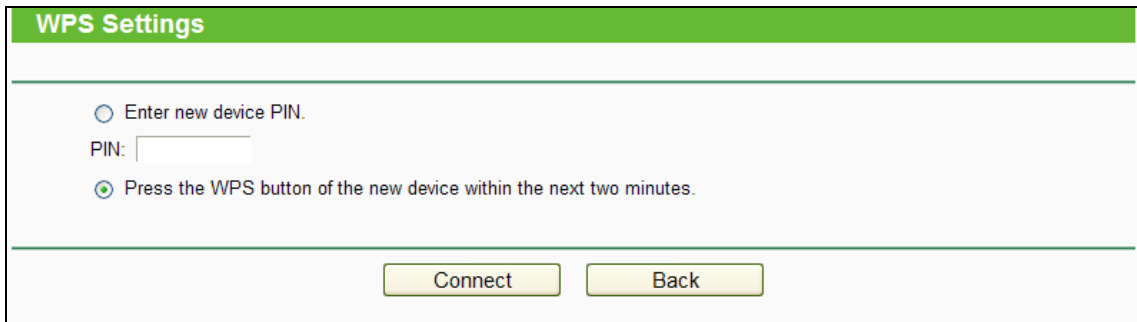 WPS Settings
Enter new device PIN.
PIN:
Press the WPS button of the new device within the next two minutes.
Connect Back